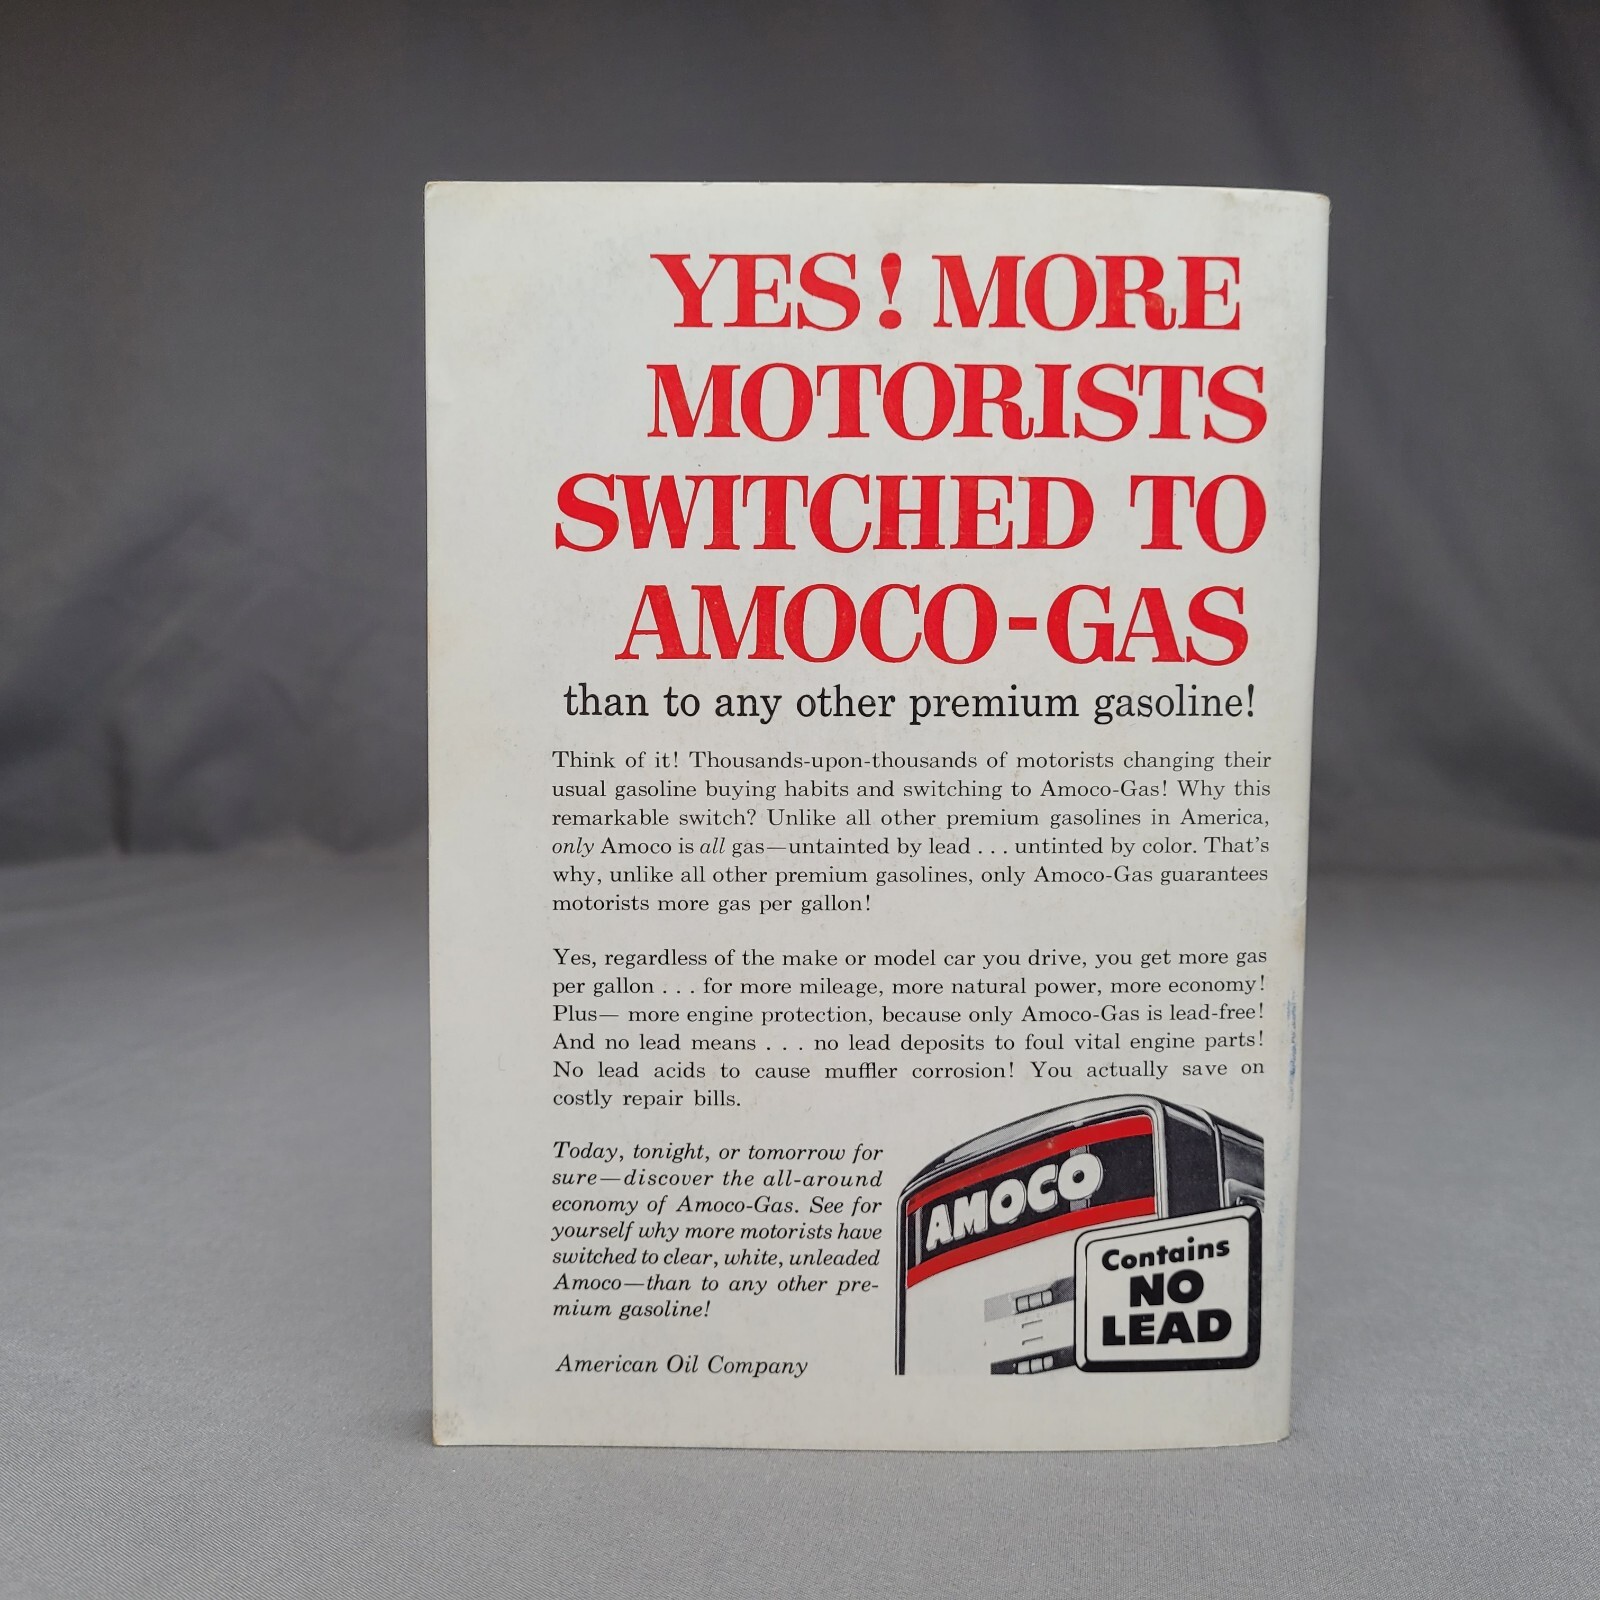 YES! MORE
MOTORISTS
SWITCHED TO
AMOCO-GAS
than to any other premium gasoline!
Think of it! Thousands-upon-thousands of motorists changing their
usual gasoline buying habits and switching to Amoco-Gas! Why this
remarkable switch? Unlike all other premium gasolines in America,
only Amoco is all gas—untainted by lead . . . untinted by color. That's
why, unlike all other premium gasolines, only Amoco-Gas guarantees
motorists more gas per gallon!
Yes, regardless of the make or model car you drive, you get more gas
per gallon . . . for more mileage, more natural power, more economy!
Plus— more engine protection, because only Amoco-Gas is lead-free!
And no lead means . . . no lead deposits to foul vital engine parts!
No lead acids to cause muffler corrosion! You actually save on
costly repair bills.
Today, tonight, or tomorrow for
sure—discover the all-around
economy of Amoco-Gas. See for
yourself why more motorists have
switched to clear, white, unleaded
Amoco—than to any other pre-
mium gasoline!
American Oil Company
AMOCO
Contains
NO
LEAD